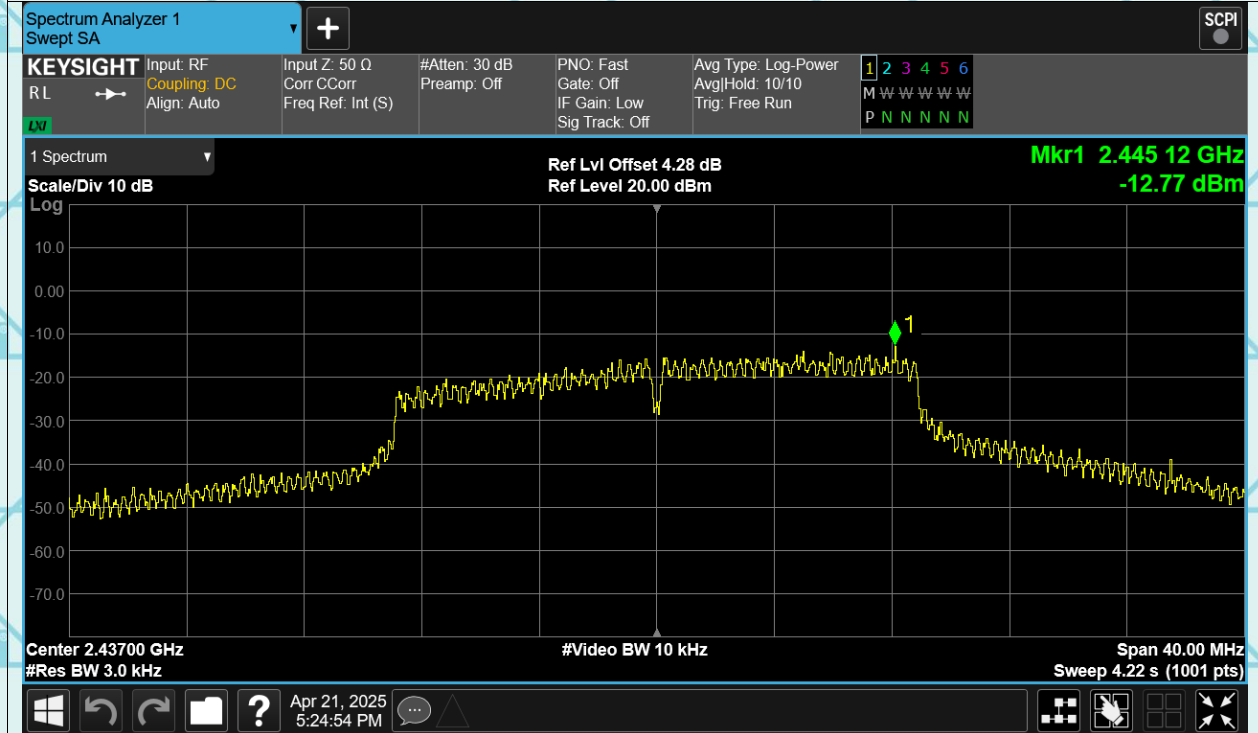 Spectrum Analyzer 1
Swept SA
+
SCPI
KEYSIGHT
R L
LXI
Input: RF
Coupling: DC
Align: Auto
Input Z: 50 Ω
Corr CCorr
Freq Ref: Int (S)
#Atten: 30 dB
Preamp: Off
PNO: Fast
Gate: Off
IF Gain: Low
Sig Track: Off
Avg Type: Log-Power
Avg|Hold: 10/10
Trig: Free Run
1 2 3 4 5 6
M W W W W W
P N N N N N
1 Spectrum
Scale/Div 10 dB
Log
Ref Lvl Offset 4.28 dB
Ref Level 20.00 dBm
Mkr1 2.445 12 GHz
-12.77 dBm
10.0
0.00
-10.0
-20.0
-30.0
-40.0
-50.0
-60.0
-70.0
1
Center 2.43700 GHz
#Res BW 3.0 kHz
#Video BW 10 kHz
Span 40.00 MHz
Sweep 4.22 s (1001 pts)
?
Apr 21, 2025
5:24:54 PM